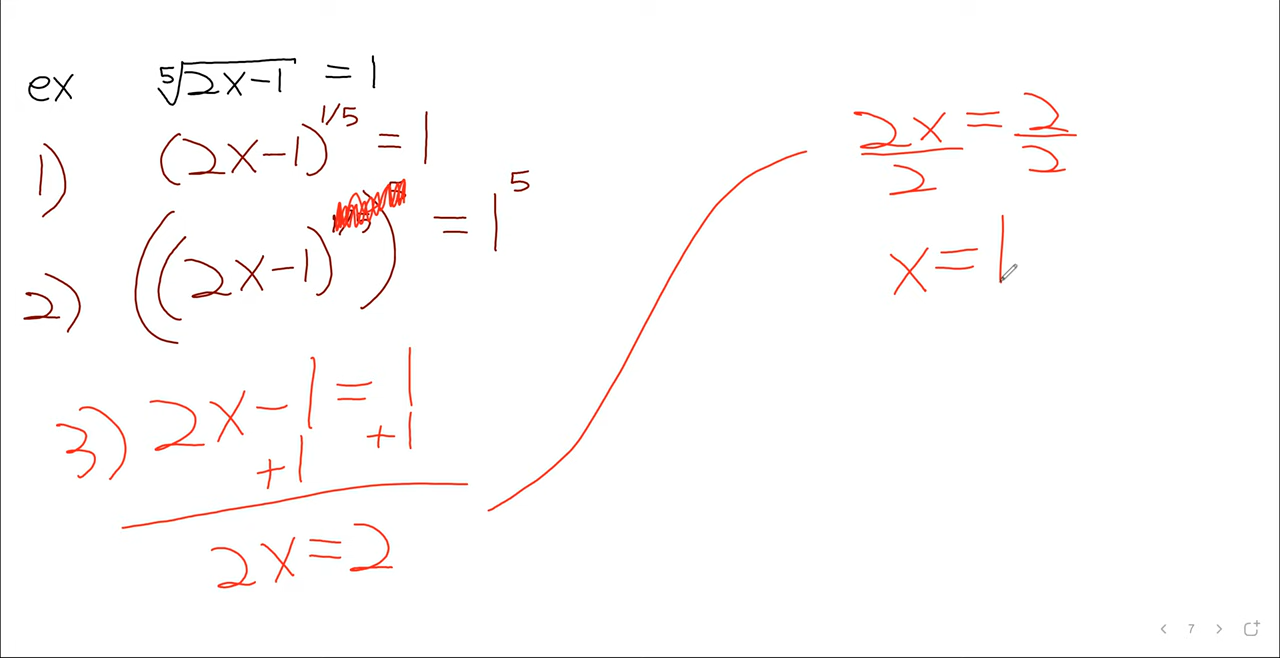 ex ⁵√(2x-1) = 1
1) (2x-1)^1/5 = 1
2) ((2x-1) ) = 1^5
3) 2x-1 = 1
+1 +1
2x = 2
2x/2 = 2/2
x = 1
< 7 >